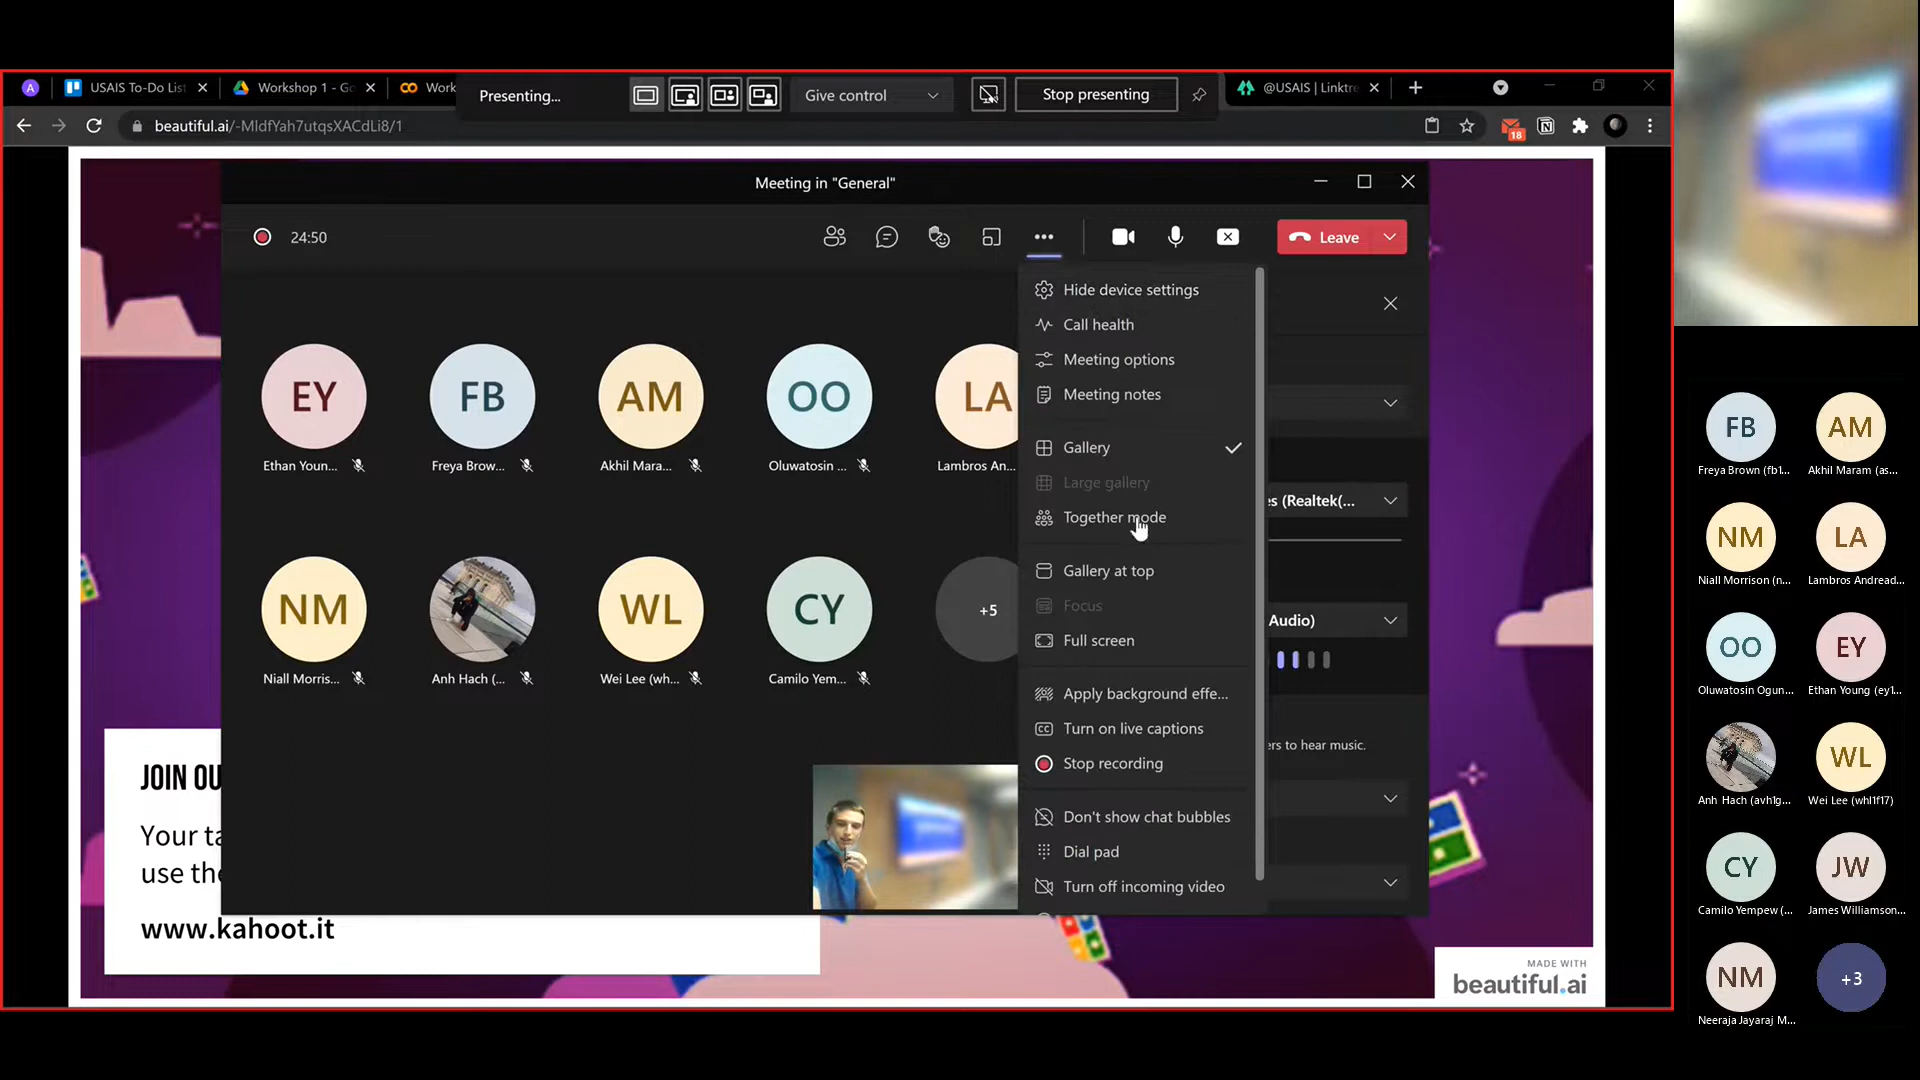 A
USAIS To-Do Lis
Workshop 1 - Go
Work
Presenting...
Give control
Stop presenting
@USAIS | Linktre
beautiful.ai/-MldfYah7utqsXACdLi8/1
18
Meeting in "General"
24:50
Leave
Hide device settings
Call health
Meeting options
Meeting notes
Gallery
Large gallery
Together mode
Gallery at top
Focus
Full screen
Apply background effe...
Turn on live captions
Stop recording
Don't show chat bubbles
Dial pad
Turn off incoming video
CC
es (Realtek(...
Audio)
ers to hear music.
EY
FB
AM
OO
LA
Ethan Youn...
Freya Brow...
Akhil Mara...
Oluwatosin ...
Lambros An...
NM
WL
CY
+5
Niall Morris...
Anh Hach (...
Wei Lee (wh...
Camilo Yem...
JOIN OU
Your ta
use the
www.kahoot.it
MADE WITH
beautiful.ai
FB
AM
Freya Brown (fb1...
Akhil Maram (as...
NM
LA
Niall Morrison (n...
Lambros Andread...
OO
EY
Oluwatosin Ogun...
Ethan Young (ey1...
WL
Anh Hach (avh1g...
Wei Lee (whl1f17)
CY
JW
Camilo Yempew (...
James Williamson...
NM
+3
Neeraja Jayaraj M...